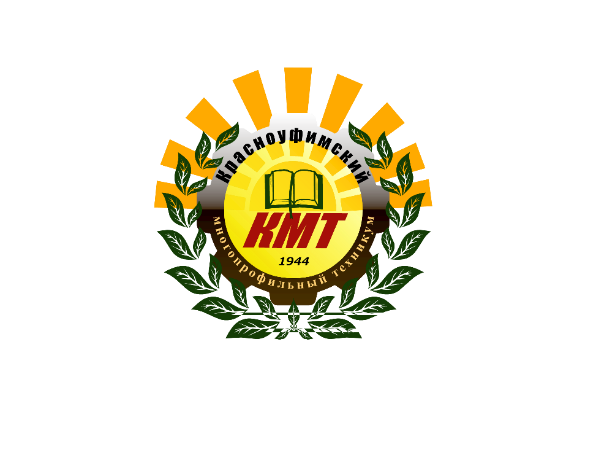 Красноуфимский
КМТ
1944
многопрофильный техникум